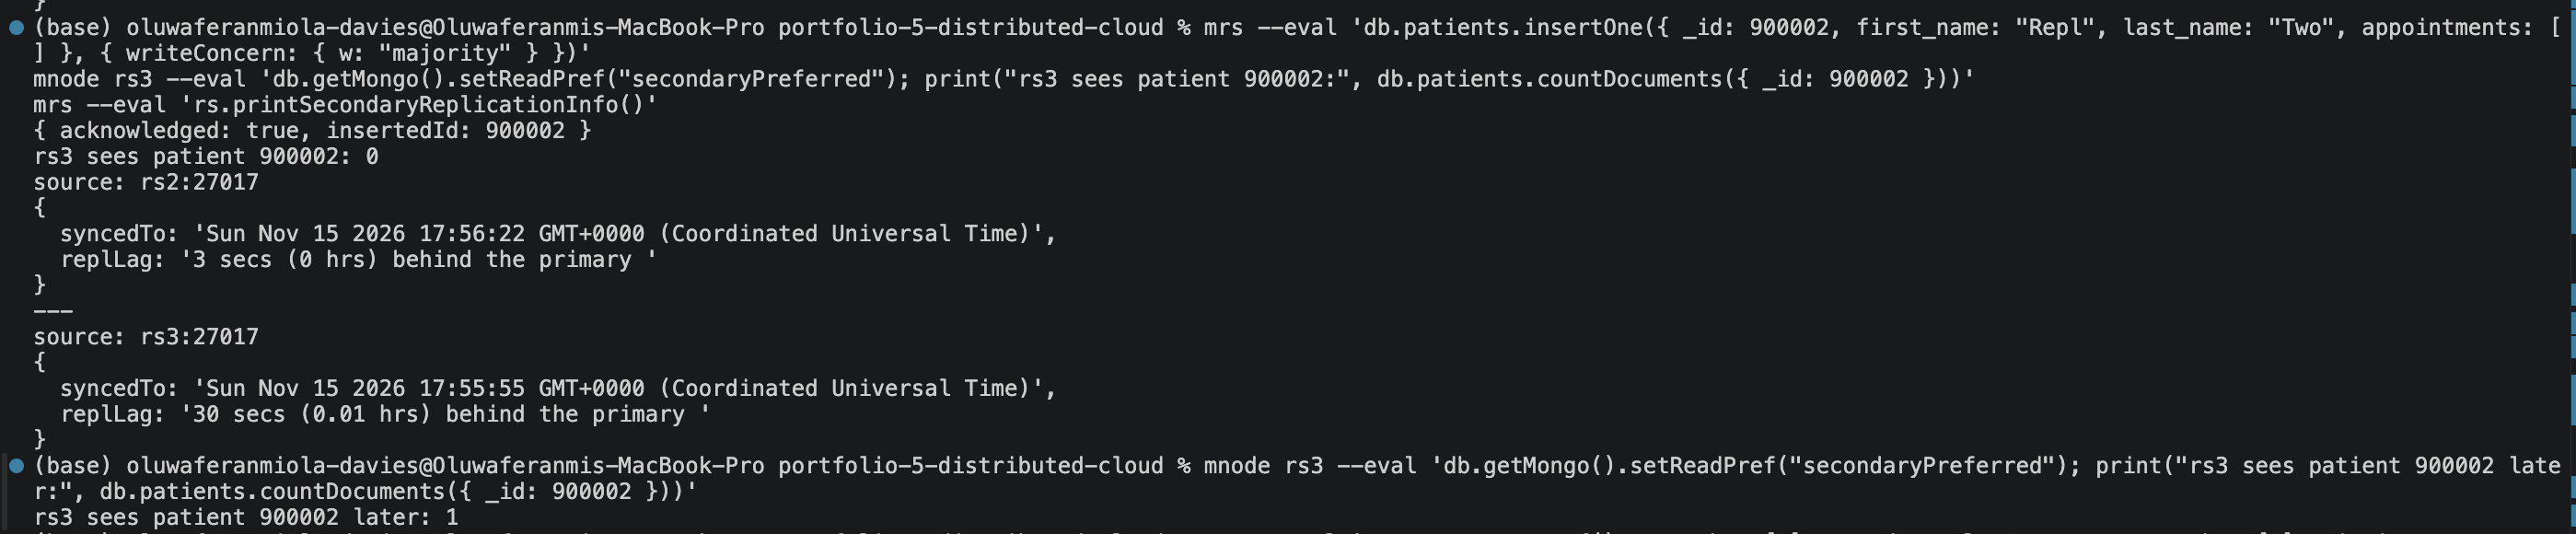 }
(base) oluwaferanmiola-davies@Oluwaferanmis-MacBook-Pro portfolio-5-distributed-cloud % mrs --eval 'db.patients.insertOne({ _id: 900002, first_name: "Repl", last_name: "Two", appointments: [
] }, { writeConcern: { w: "majority" } })'
mnode rs3 --eval 'db.getMongo().setReadPref("secondaryPreferred"); print("rs3 sees patient 900002:", db.patients.countDocuments({ _id: 900002 }))'
mrs --eval 'rs.printSecondaryReplicationInfo()'
{ acknowledged: true, insertedId: 900002 }
rs3 sees patient 900002: 0
source: rs2:27017
{
  syncedTo: 'Sun Nov 15 2026 17:56:22 GMT+0000 (Coordinated Universal Time)',
  replLag: '3 secs (0 hrs) behind the primary '
}
---
source: rs3:27017
{
  syncedTo: 'Sun Nov 15 2026 17:55:55 GMT+0000 (Coordinated Universal Time)',
  replLag: '30 secs (0.01 hrs) behind the primary '
}
(base) oluwaferanmiola-davies@Oluwaferanmis-MacBook-Pro portfolio-5-distributed-cloud % mnode rs3 --eval 'db.getMongo().setReadPref("secondaryPreferred"); print("rs3 sees patient 900002 late
r:", db.patients.countDocuments({ _id: 900002 }))'
rs3 sees patient 900002 later: 1